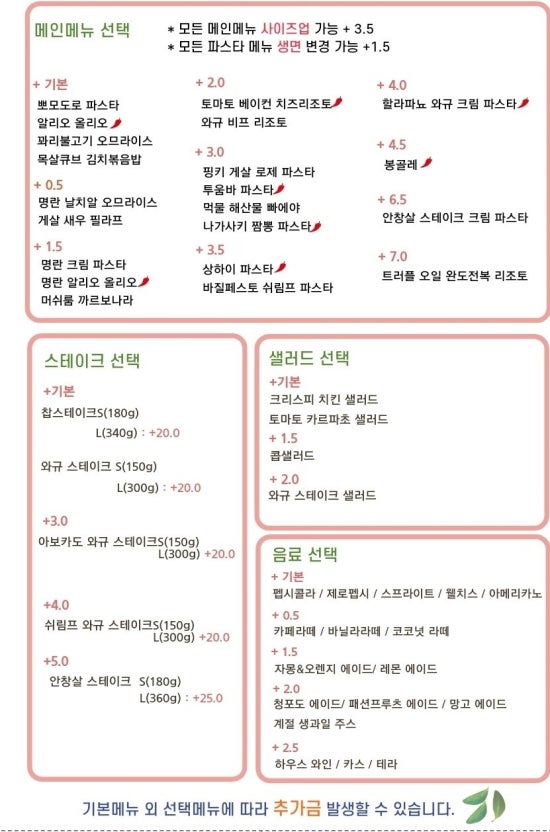 메인메뉴 선택
* 모든 메인메뉴 사이즈업 가능 + 3.5
* 모든 파스타 메뉴 생면 변경 가능 +1.5
+ 기본
뽀모도로 파스타
알리오 올리오
꽈리불고기 오므라이스
목살큐브 김치볶음밥
+ 0.5
명란 날치알 오므라이스
게살 새우 필라프
+ 1.5
명란 크림 파스타
명란 알리오 올리오
머쉬룸 까르보나라
+ 2.0
토마토 베이컨 치즈리조토
와규 비프 리조토
+ 3.0
핑키 게살 로제 파스타
투움바 파스타
먹물 해산물 빠에야
나가사키 짬뽕 파스타
+ 3.5
상하이 파스타
바질페스토 쉬림프 파스타
+ 4.0
할라파뇨 와규 크림 파스타
+ 4.5
봉골레
+ 6.5
안창살 스테이크 크림 파스타
+ 7.0
트러플 오일 완도전복 리조토
스테이크 선택
+기본
찹스테이크S(180g)
L(340g) : +20.0
와규 스테이크 S(150g)
L(300g) : +20.0
+3.0
아보카도 와규 스테이크S(150g)
L(300g) +20.0
+4.0
쉬림프 와규 스테이크S(150g)
L(300g) +20.0
+5.0
안창살 스테이크 S(180g)
L(360g) : +25.0
샐러드 선택
+기본
크리스피 치킨 샐러드
토마토 카르파초 샐러드
+ 1.5
콥샐러드
+ 2.0
와규 스테이크 샐러드
음료 선택
+ 기본
펩시콜라 / 제로펩시 / 스프라이트 / 웰치스 / 아메리카노
+ 0.5
카페라떼 / 바닐라라떼 / 코코넛 라떼
+ 1.5
자몽&오렌지 에이드/ 레몬 에이드
+ 2.0
청포도 에이드/ 패션프루츠 에이드 / 망고 에이드
계절 생과일 주스
+ 2.5
하우스 와인 / 카스 / 테라
기본메뉴 외 선택메뉴에 따라 추가금 발생할 수 있습니다.